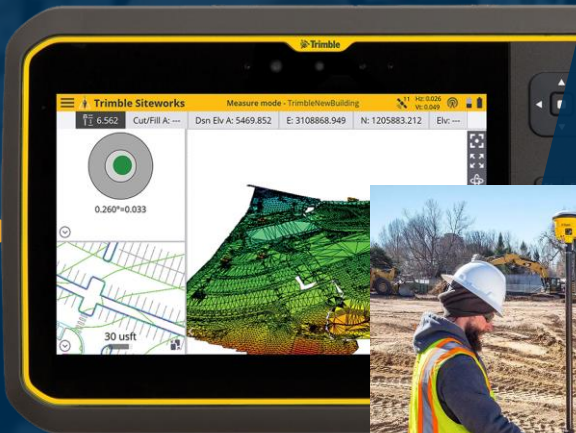 Trimble
Trimble Siteworks Measure mode - TrimbleNewBuilding 11 Hz: 0.026 Vt: 0.049
6.562 Cut/Fill A: --- Dsn Elv A: 5469.852 E: 3108868.949 N: 1205883.212 Elv: ---
0.260°=0.033
30 usft